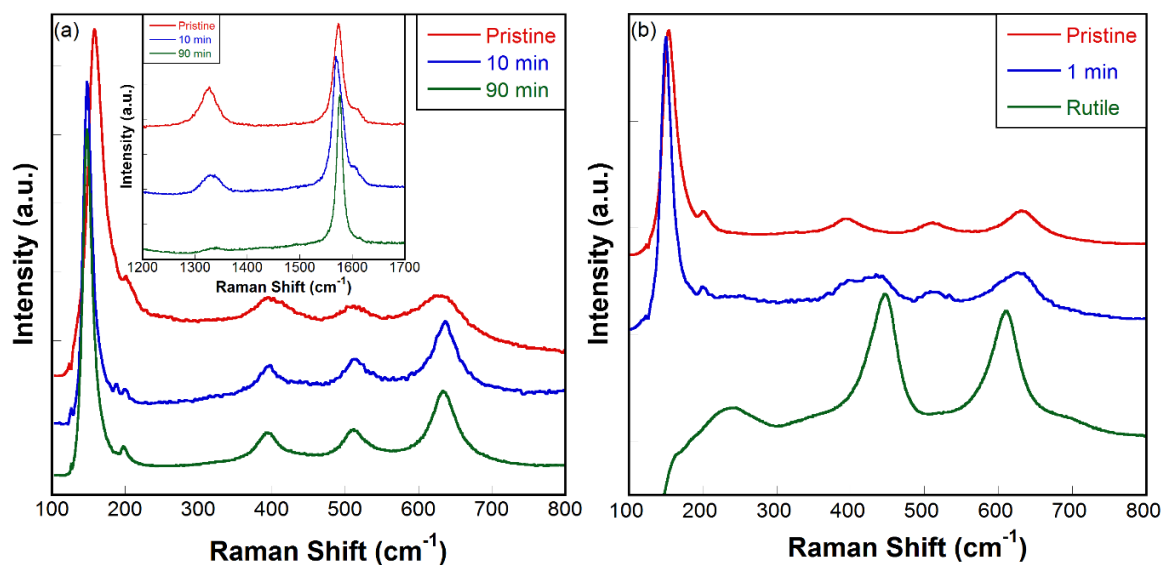 (a)
Pristine
10 min
90 min
Pristine
10 min
90 min
Intensity (a.u.)
1200 1300 1400 1500 1600 1700
Raman Shift (cm⁻¹)
Intensity (a.u.)
100 200 300 400 500 600 700 800
Raman Shift (cm⁻¹)
(b)
Pristine
1 min
Rutile
Intensity (a.u.)
100 200 300 400 500 600 700 800
Raman Shift (cm⁻¹)